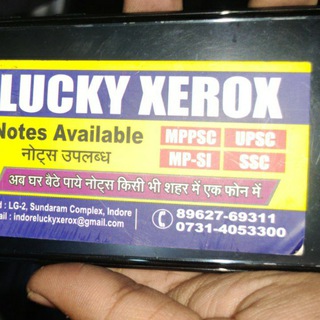 LUCKY XEROX
Notes Available
नोट्स उपलब्ध
MPPSC UPSC
MP-SI SSC
अब घर बैठे पाये नोट्स किसी भी शहर में एक फोन में
d : LG-2, Sundaram Complex, Indore
ail : indoreluckyxerox@gmail.com
89627-69311
0731-4053300